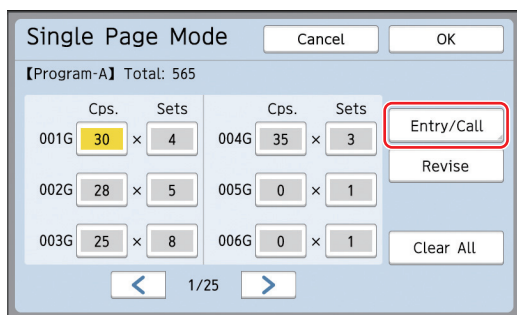 Single Page Mode Cancel OK
【Program-A】 Total: 565
Cps. Sets Cps. Sets
001G 30 × 4 004G 35 × 3
Entry/Call
Revise
002G 28 × 5 005G 0 × 1
003G 25 × 8 006G 0 × 1
Clear All
< 1/25 >